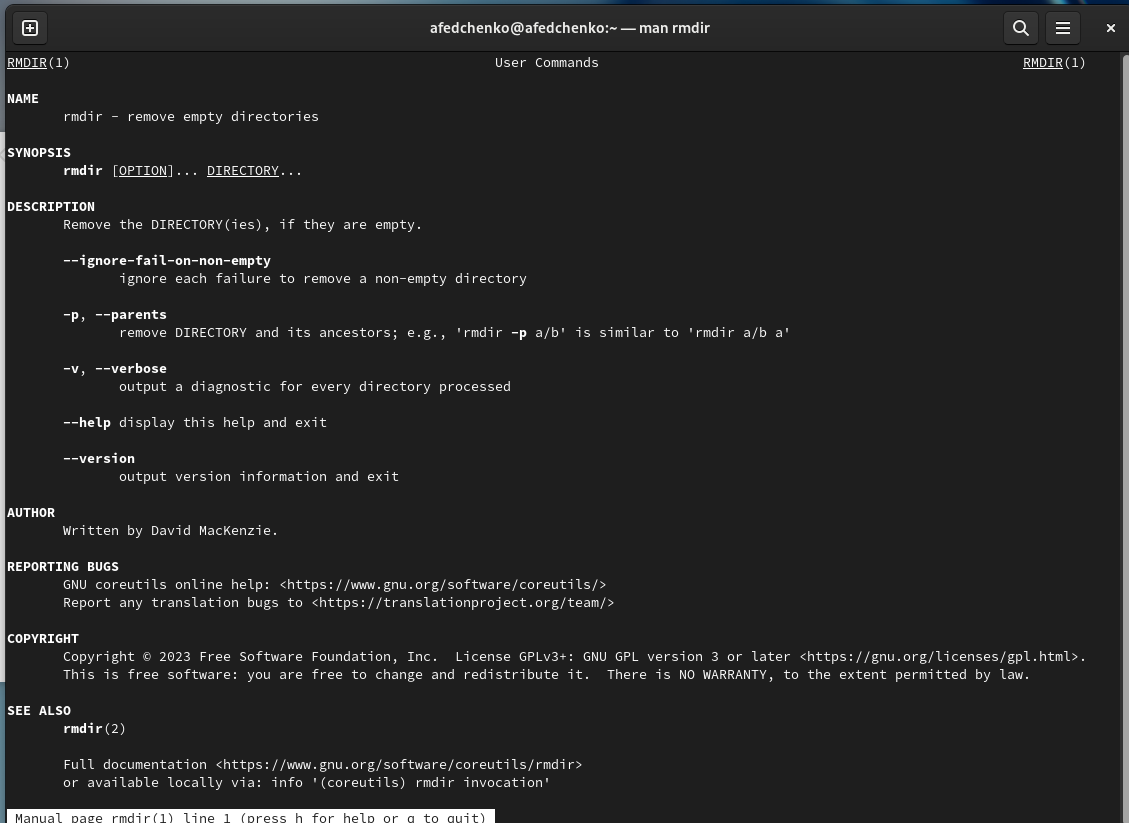 afedchenko@afedchenko:~ — man rmdir
RMDIR(1) User Commands RMDIR(1)
NAME
rmdir - remove empty directories
SYNOPSIS
rmdir [OPTION]... DIRECTORY...
DESCRIPTION
Remove the DIRECTORY(ies), if they are empty.
--ignore-fail-on-non-empty
ignore each failure to remove a non-empty directory
-p, --parents
remove DIRECTORY and its ancestors; e.g., 'rmdir -p a/b' is similar to 'rmdir a/b a'
-v, --verbose
output a diagnostic for every directory processed
--help display this help and exit
--version
output version information and exit
AUTHOR
Written by David MacKenzie.
REPORTING BUGS
GNU coreutils online help: <https://www.gnu.org/software/coreutils/>
Report any translation bugs to <https://translationproject.org/team/>
COPYRIGHT
Copyright © 2023 Free Software Foundation, Inc.  License GPLv3+: GNU GPL version 3 or later <https://gnu.org/licenses/gpl.html>.
This is free software: you are free to change and redistribute it.  There is NO WARRANTY, to the extent permitted by law.
SEE ALSO
rmdir(2)
Full documentation <https://www.gnu.org/software/coreutils/rmdir>
or available locally via: info '(coreutils) rmdir invocation'
Manual page rmdir(1) line 1 (press h for help or q to quit)